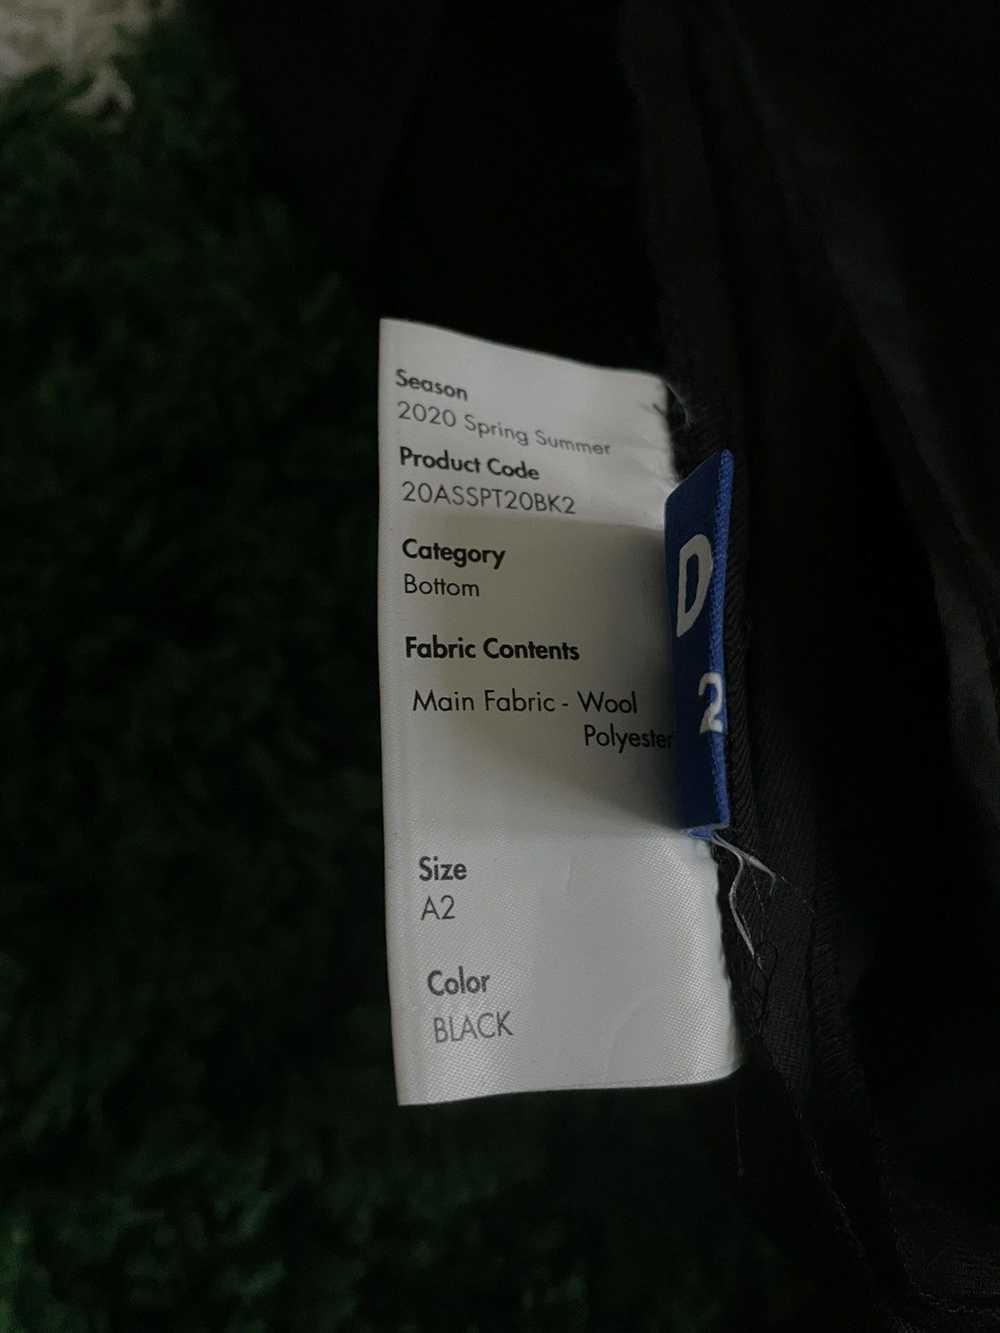 Season
2020 Spring Summer
Product Code
20ASSPT20BK2
Category
Bottom
Fabric Contents
Main Fabric - Wool
Polyester
Size
A2
Color
BLACK
D
2